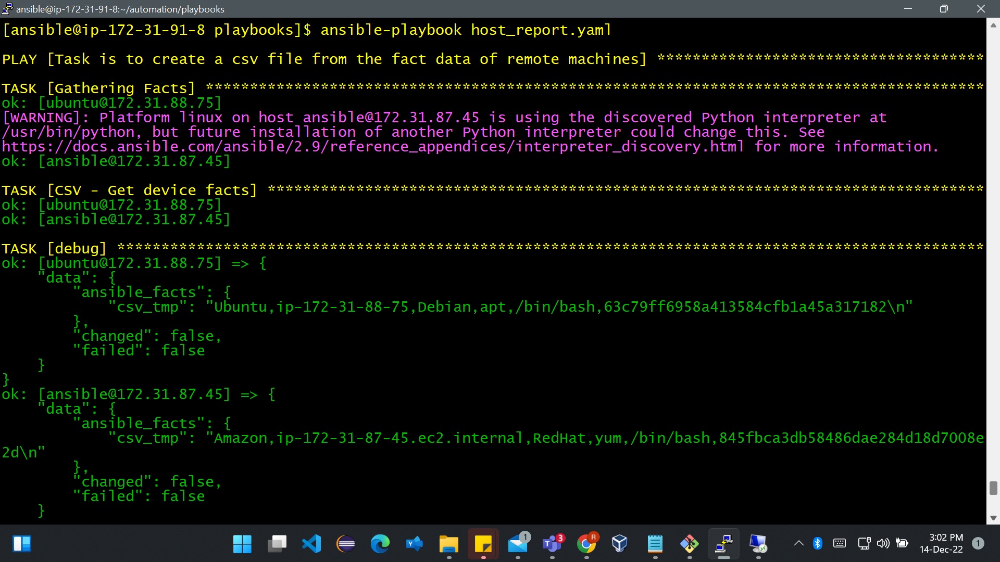 ansible@ip-172-31-91-8:~/automation/playbooks
[ansible@ip-172-31-91-8 playbooks]$ ansible-playbook host_report.yaml
PLAY [Task is to create a csv file from the fact data of remote machines] *************************************
TASK [Gathering Facts] ****************************************************************************************
ok: [ubuntu@172.31.88.75]
[WARNING]: Platform linux on host ansible@172.31.87.45 is using the discovered Python interpreter at
/usr/bin/python, but future installation of another Python interpreter could change this. See
https://docs.ansible.com/ansible/2.9/reference_appendices/interpreter_discovery.html for more information.
ok: [ansible@172.31.87.45]
TASK [CSV - Get device facts] *********************************************************************************
ok: [ubuntu@172.31.88.75]
ok: [ansible@172.31.87.45]
TASK [debug] **************************************************************************************************
ok: [ubuntu@172.31.88.75] => {
    "data": {
        "ansible_facts": {
            "csv_tmp": "Ubuntu,ip-172-31-88-75,Debian,apt,/bin/bash,63c79ff6958a413584cfb1a45a317182\n"
        },
        "changed": false,
        "failed": false
    }
}
ok: [ansible@172.31.87.45] => {
    "data": {
        "ansible_facts": {
            "csv_tmp": "Amazon,ip-172-31-87-45.ec2.internal,RedHat,yum,/bin/bash,845fbca3db58486dae284d18d7008e
2d\n"
        },
        "changed": false,
        "failed": false
    }
1
3
R
Y
T
3:02 PM
14-Dec-22
1